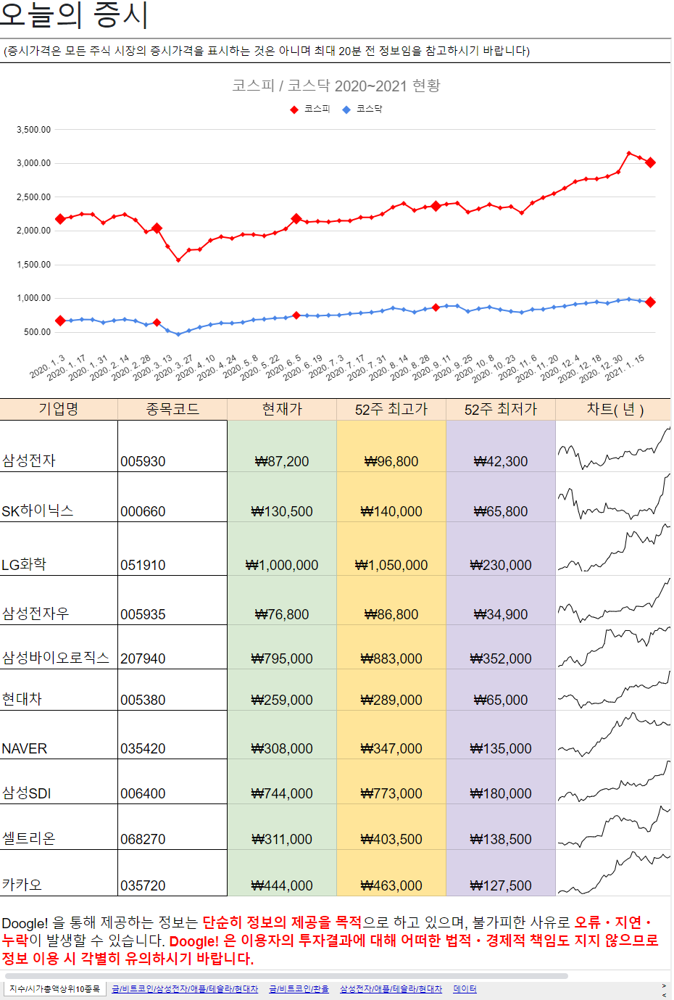 오늘의 증시
(증시가격은 모든 주식 시장의 증시가격을 표시하는 것은 아니며 최대 20분 전 정보임을 참고하시기 바랍니다)
코스피 / 코스닥 2020~2021 현황
코스피 코스닥
3,500.00
3,000.00
2,500.00
2,000.00
1,500.00
1,000.00
500.00
2020. 1. 3 2020. 1. 17 2020. 1. 31 2020. 2. 14 2020. 2. 28 2020. 3. 13 2020. 3. 27 2020. 4. 10 2020. 4. 24 2020. 5. 8 2020. 5. 22 2020. 6. 5 2020. 6. 19 2020. 7. 3 2020. 7. 17 2020. 7. 31 2020. 8. 14 2020. 8. 28 2020. 9. 11 2020. 9. 25 2020. 10. 8 2020. 10. 23 2020. 11. 6 2020. 11. 20 2020. 12. 4 2020. 12. 18 2020. 12. 30 2021. 1. 15
기업명 종목코드 현재가 52주 최고가 52주 최저가 차트( 년 )
삼성전자 005930 ₩87,200 ₩96,800 ₩42,300
SK하이닉스 000660 ₩130,500 ₩140,000 ₩65,800
LG화학 051910 ₩1,000,000 ₩1,050,000 ₩230,000
삼성전자우 005935 ₩76,800 ₩86,800 ₩34,900
삼성바이오로직스 207940 ₩795,000 ₩883,000 ₩352,000
현대차 005380 ₩259,000 ₩289,000 ₩65,000
NAVER 035420 ₩308,000 ₩347,000 ₩135,000
삼성SDI 006400 ₩744,000 ₩773,000 ₩180,000
셀트리온 068270 ₩311,000 ₩403,500 ₩138,500
카카오 035720 ₩444,000 ₩463,000 ₩127,500
Doogle! 을 통해 제공하는 정보는 단순히 정보의 제공을 목적으로 하고 있으며, 불가피한 사유로 오류・지연・
누락이 발생할 수 있습니다. Doogle! 은 이용자의 투자결과에 대해 어떠한 법적・경제적 책임도 지지 않으므로
정보 이용 시 각별히 유의하시기 바랍니다.
지수/시가총액상위10종목 금/비트코인/삼성전자/애플/테슬라/현대차 금/비트코인/환율 삼성전자/애플/테슬라/현대차 데이터 >
<